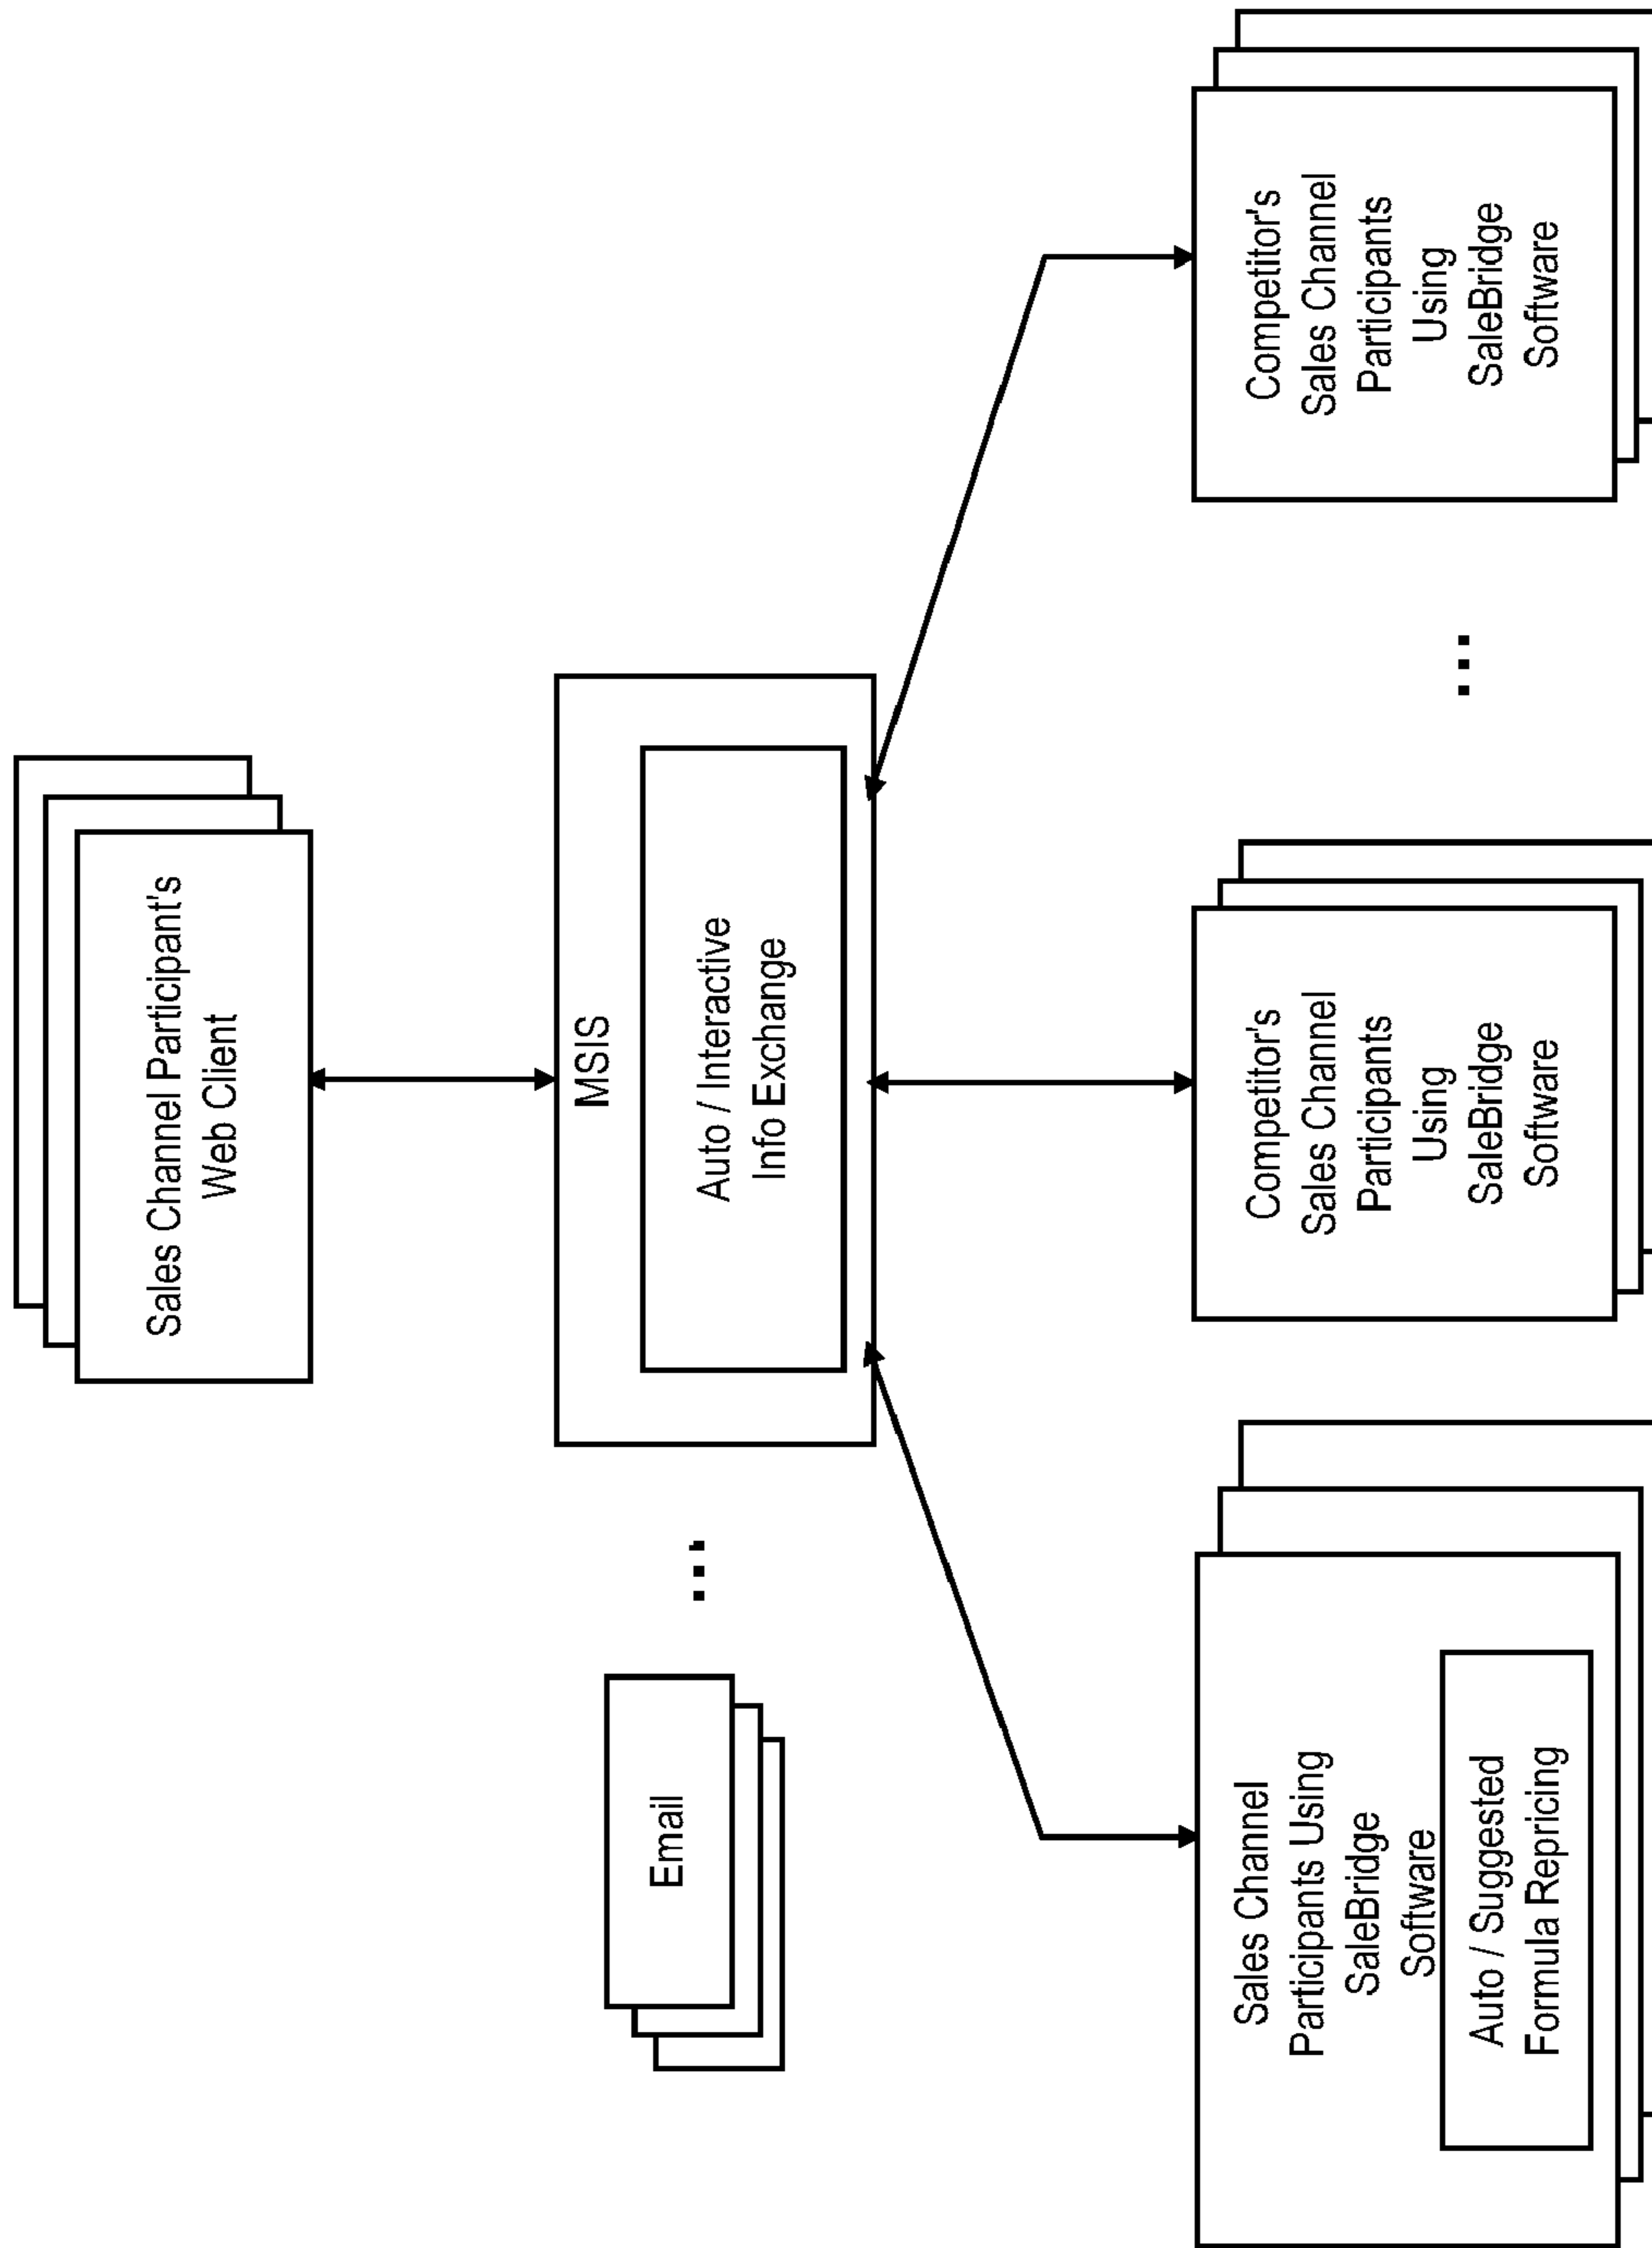 Sales Channel Participant's
Web Client
Email
...
MSIS
Auto / Interactive
Info Exchange
Sales Channel
Participants Using
SaleBridge
Software
Auto / Suggested
Formula Repricing
Competitor's
Sales Channel
Participants
Using
SaleBridge
Software
...
Competitor's
Sales Channel
Participants
Using
SaleBridge
Software